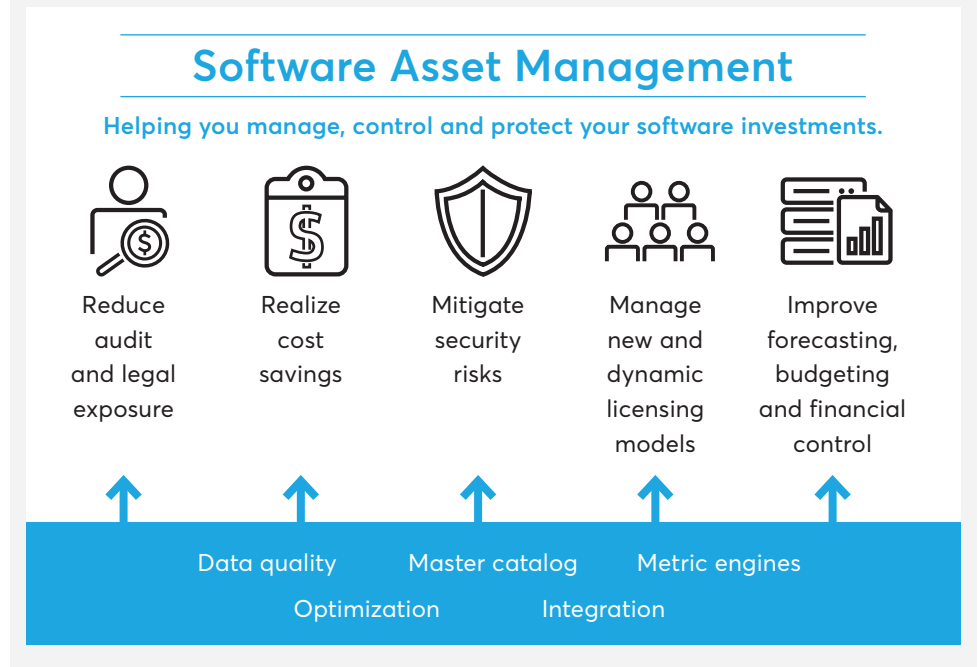 Software Asset Management
Helping you manage, control and protect your software investments.
$
$
Reduce
audit
and legal
exposure
Realize
cost
savings
Mitigate
security
risks
Manage
new and
dynamic
licensing
models
Improve
forecasting,
budgeting
and financial
control
Data quality Master catalog Metric engines
Optimization Integration